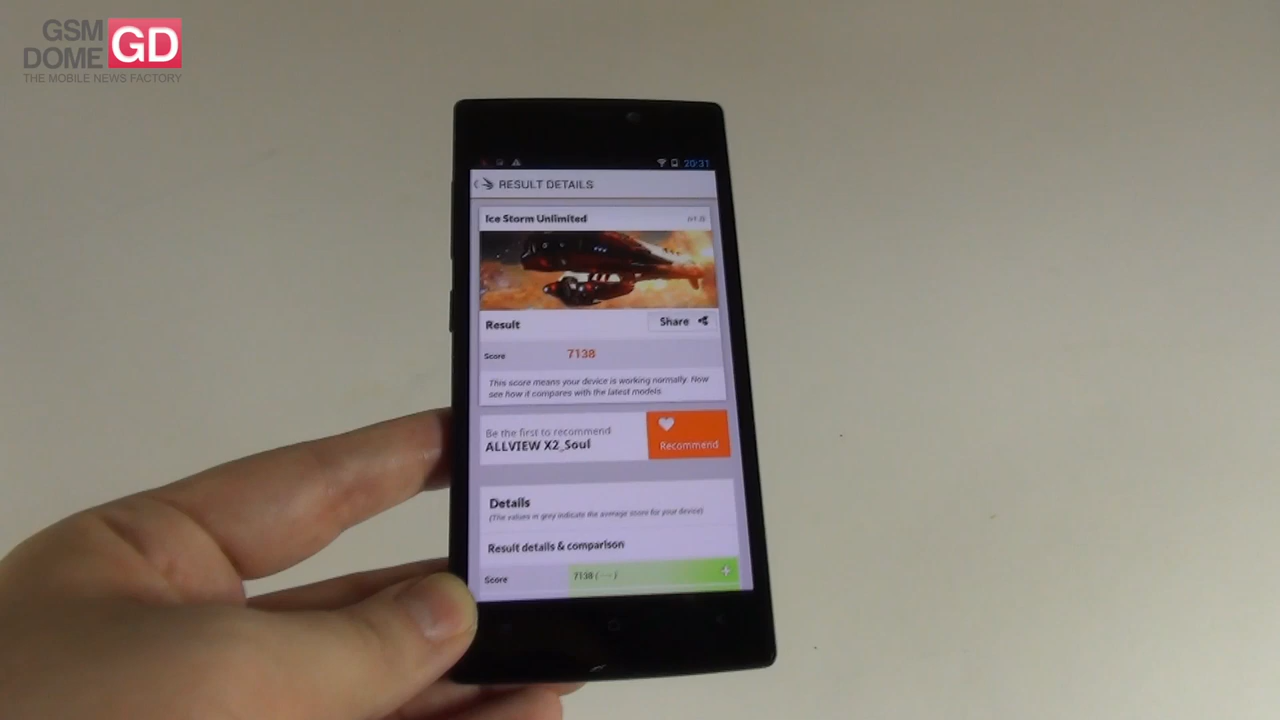 GSM
DOME GD
THE MOBILE NEWS FACTORY
20:31
RESULT DETAILS
Ice Storm Unlimited
Result
Share
Score 7138
This score means your device is working normally. Now
see how it compares with the latest models.
Be the first to recommend
ALLVIEW X2_Soul
Recommend
Details
(The values in grey indicate the average score for your device)
Result details & comparison
Score 7138 ( --- ) +